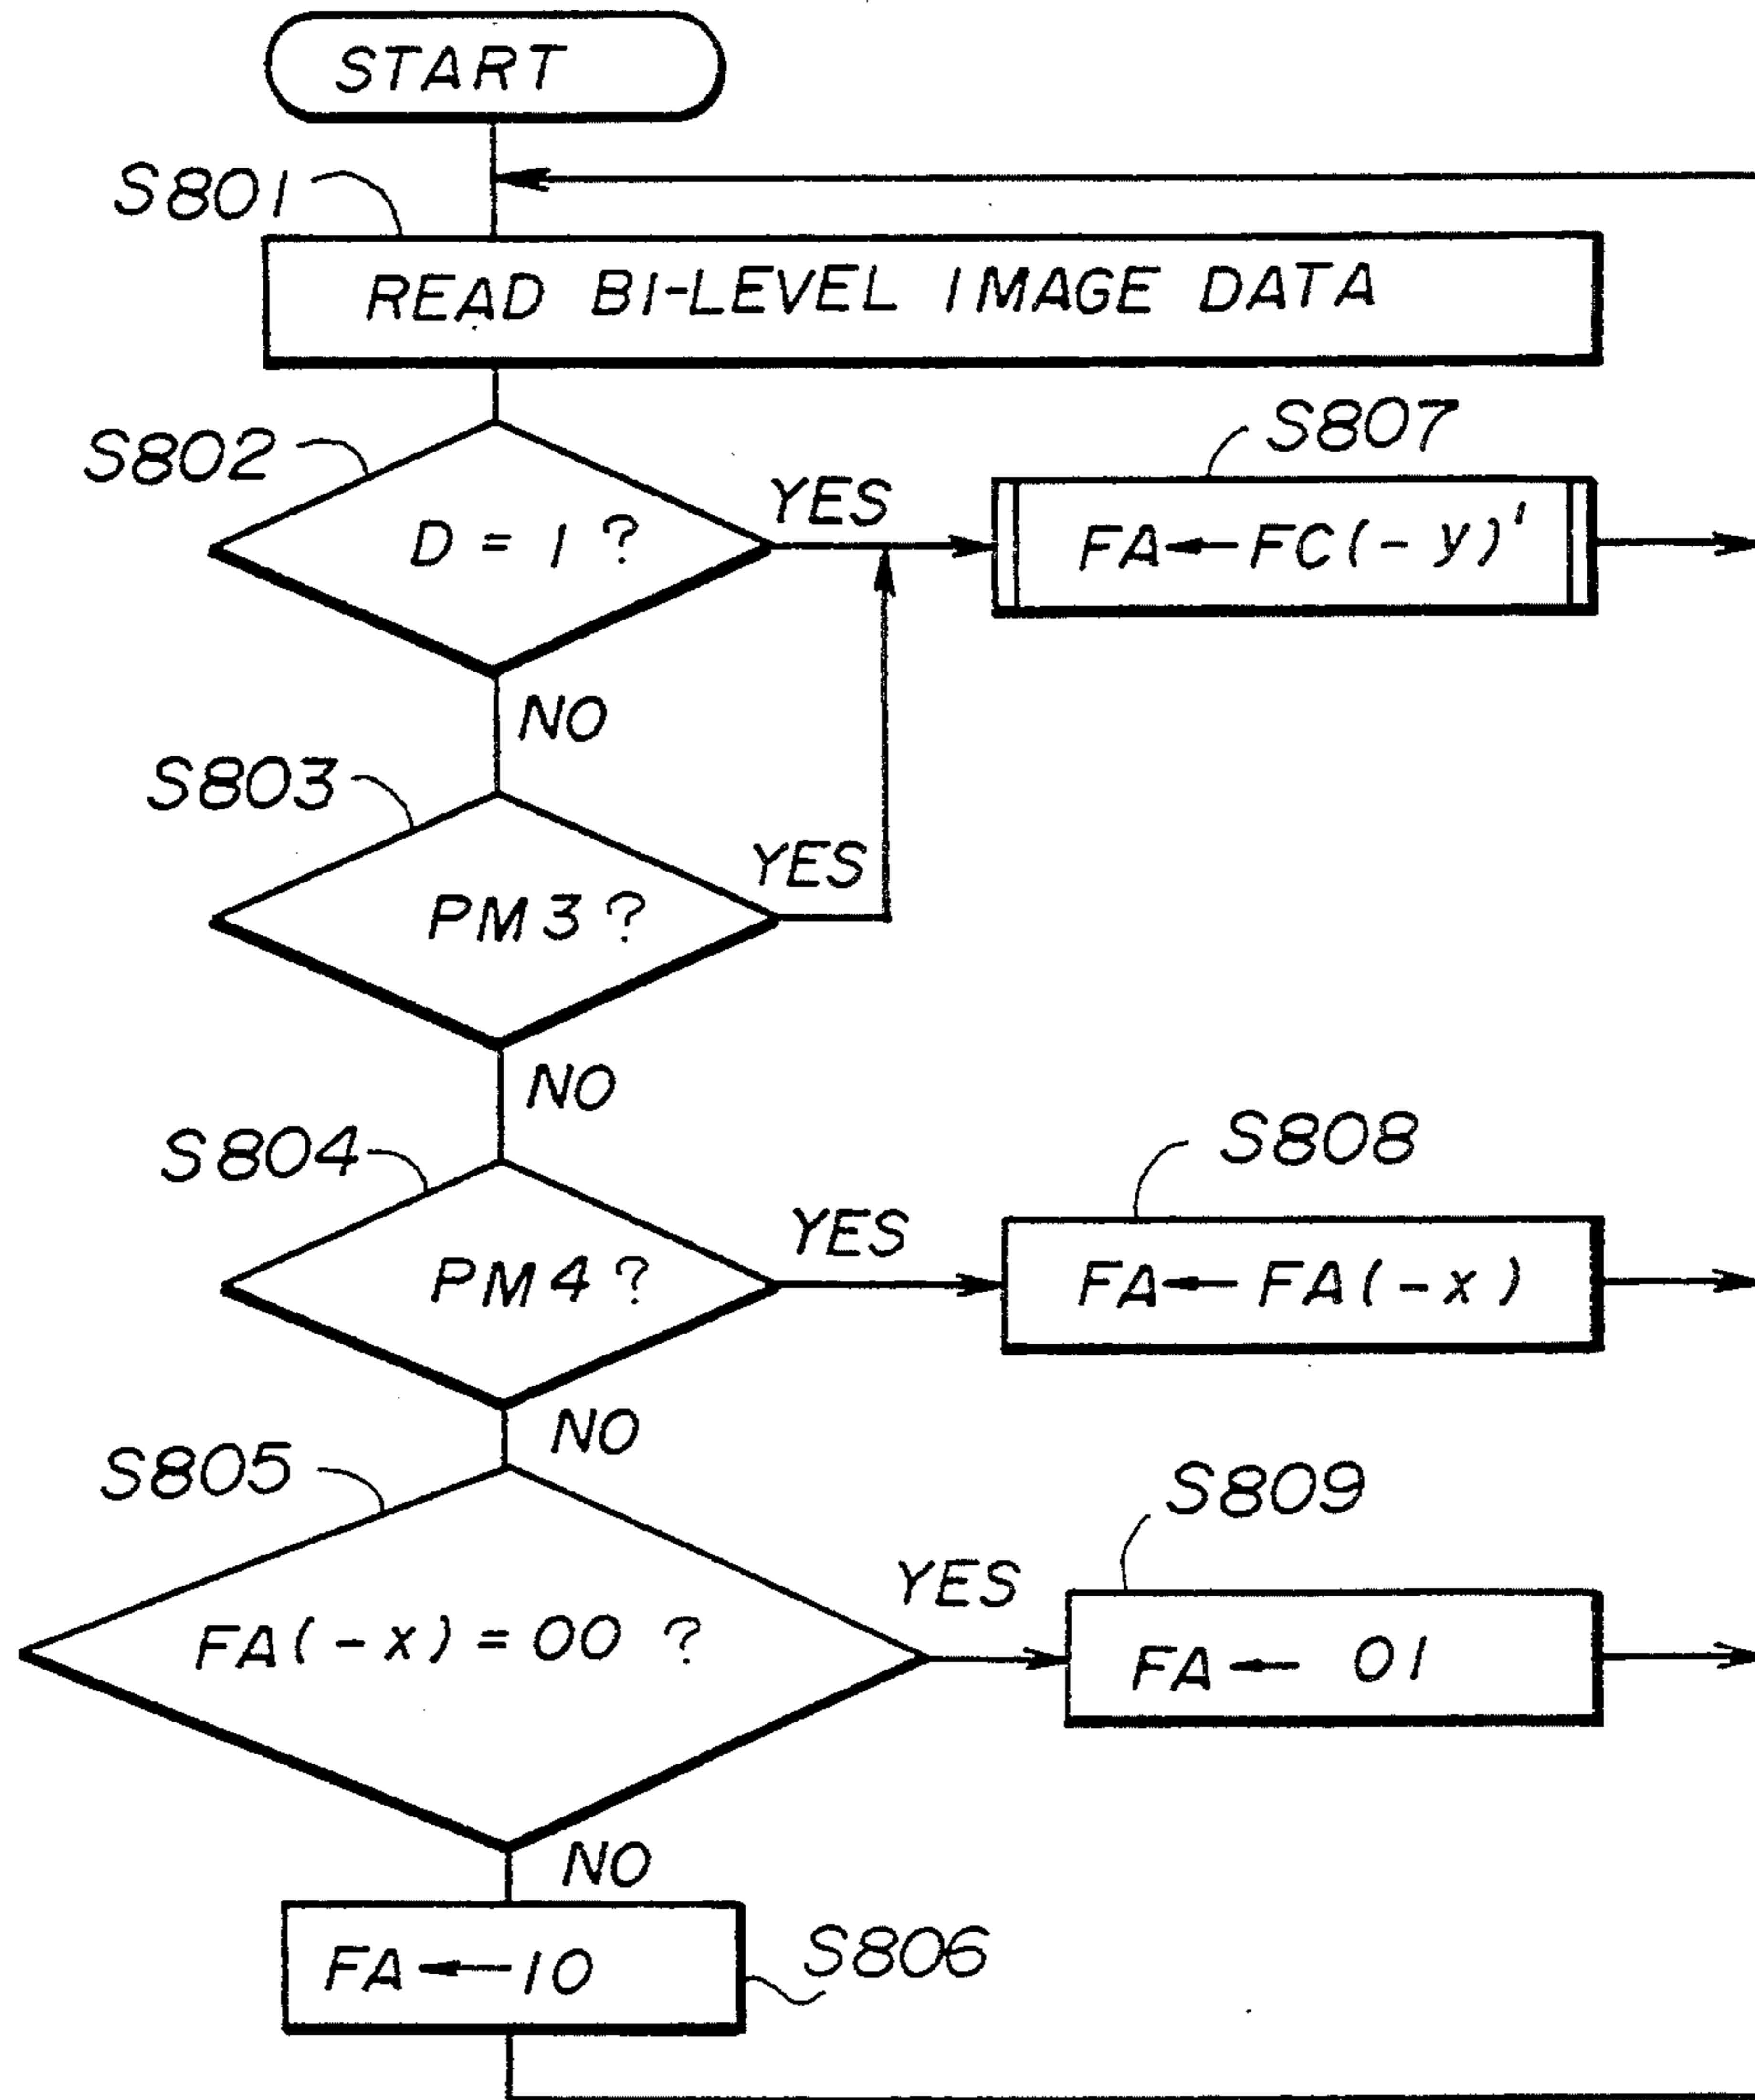 START
S801
READ BI-LEVEL IMAGE DATA
S802
D = 1 ?
YES
S807
FA←FC(-y)'
NO
S803
PM3 ?
YES
NO
S804
PM4 ?
YES
S808
FA←FA(-x)
NO
S805
FA(-x)=00 ?
YES
S809
FA← 01
NO
FA←10
S806